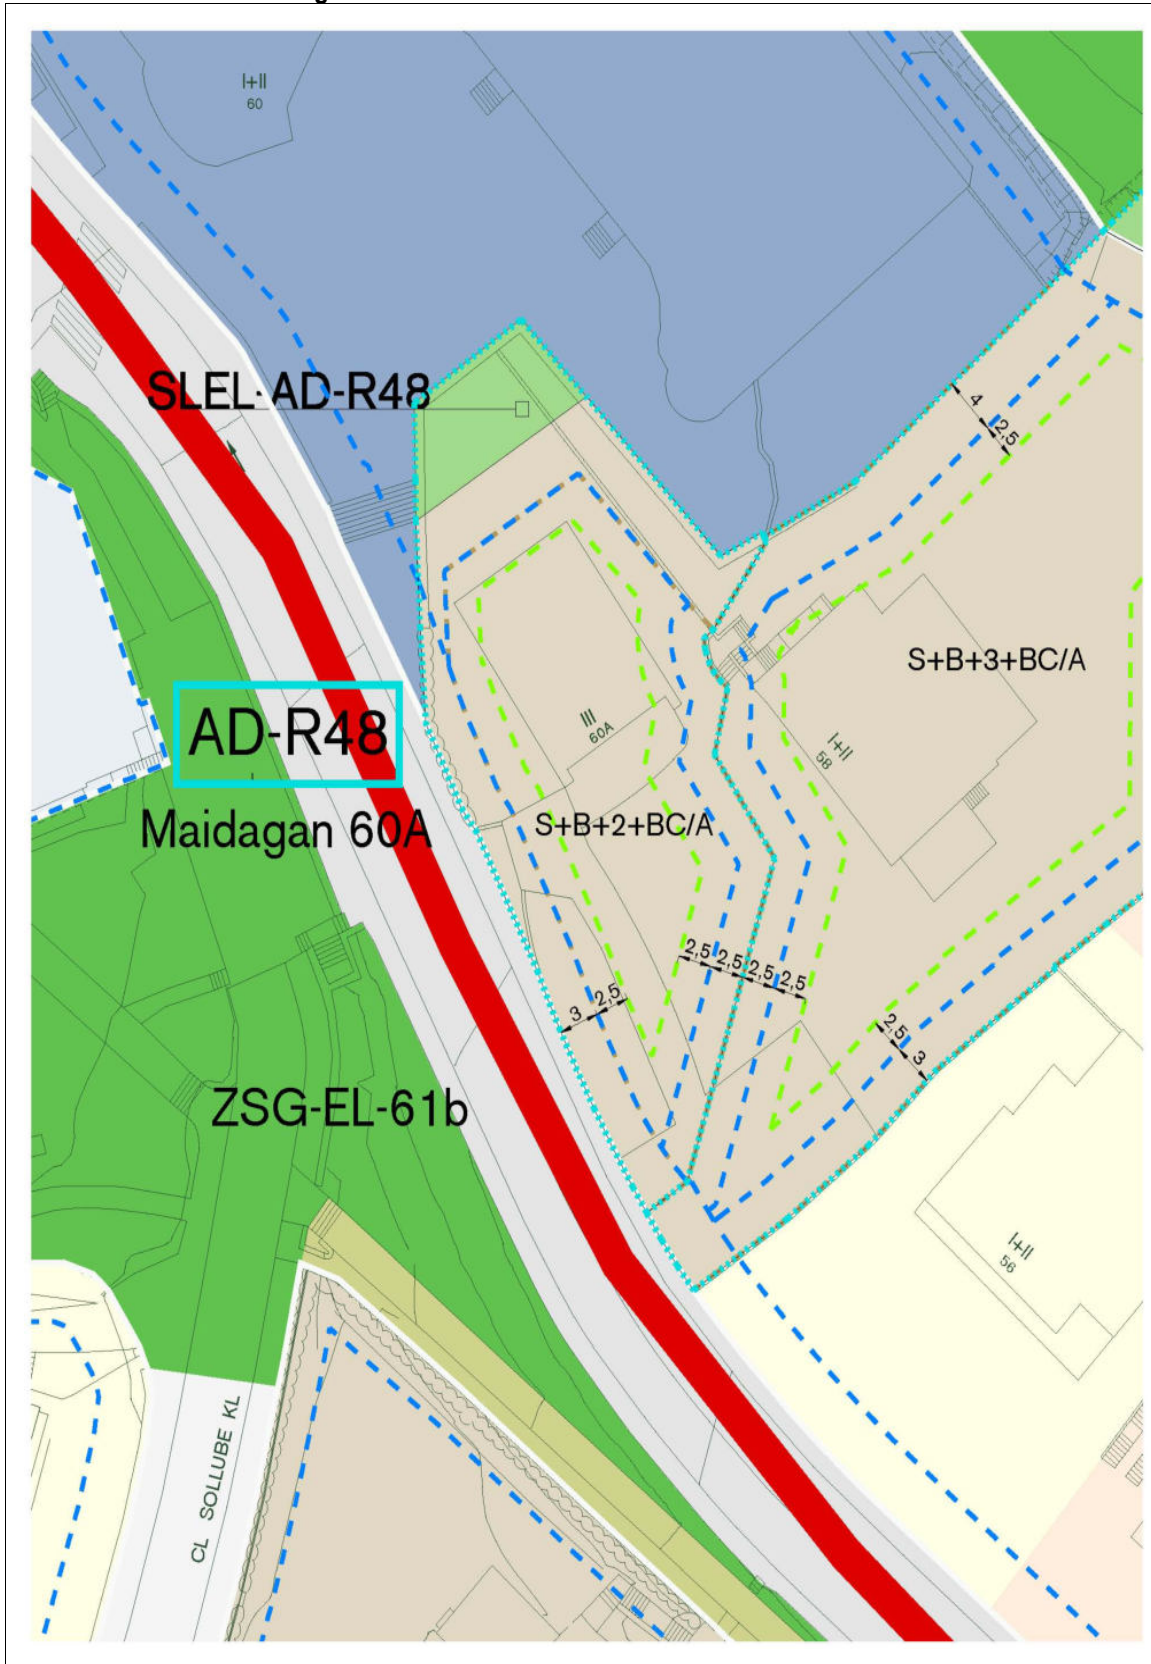 I+II
60
SLEL-AD-R48
4
2,5
S+B+3+BC/A
AD-R48
III
60A
I+II
58
Maidagan 60A
S+B+2+BC/A
2,5
2,5
2,5
2,5
3
2,5
2,5
3
ZSG-EL-61b
I+II
56
CL SOLLUBE KL